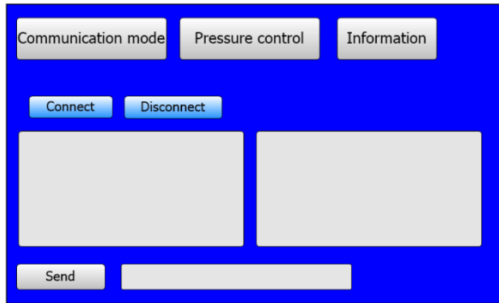 Communication mode
Pressure control
Information
Connect
Disconnect
Send